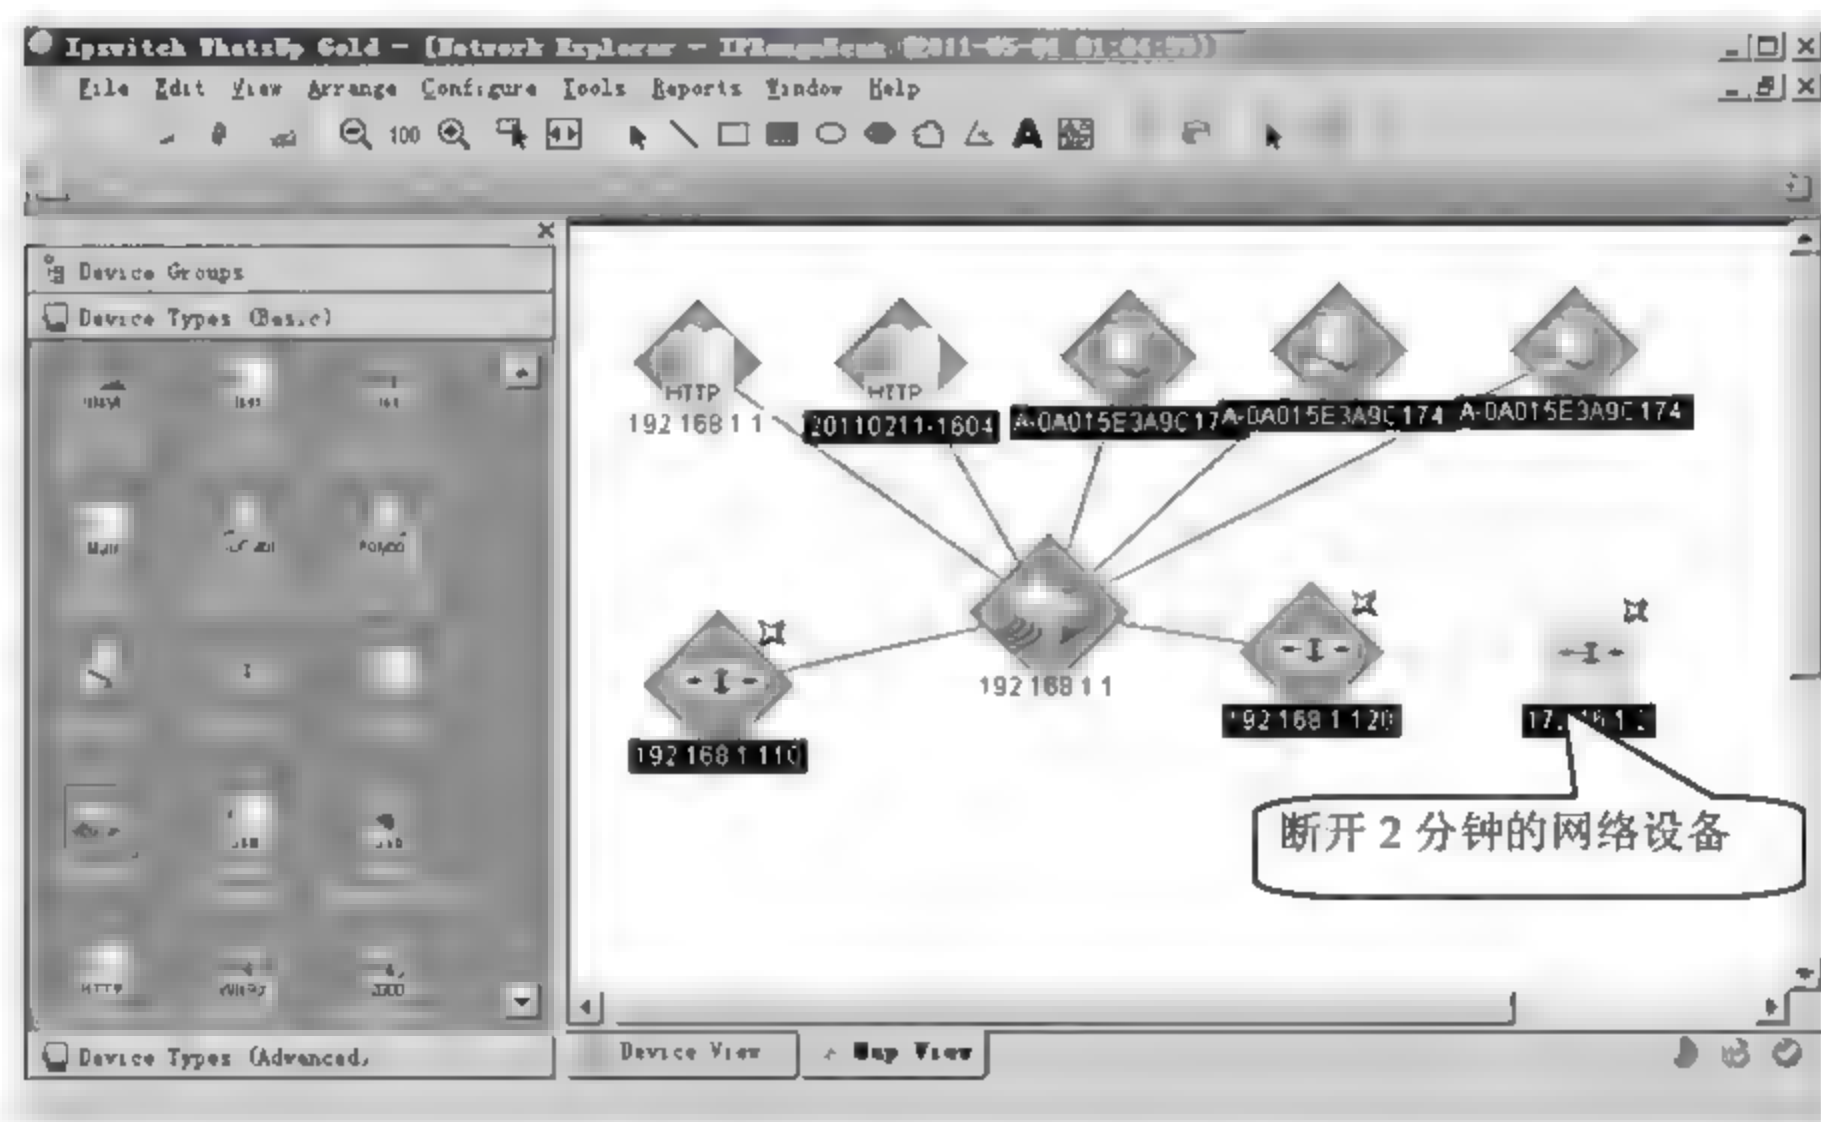 Ipswitch WhatsUp Gold - [Network Explorer - IPRangeScan
File Edit View Arrange Configure Tools Reports Window Help
100
Device Groups
Device Types (Basic)
HTTP
HTTP
192 168 1 1
20110211-1604
A-0A015E3A9C17
A-0A015E3A9C174
A-0A015E3A9C174
192 168 1 1
192 168 1 110
192 168 1 120
断开2分钟的网络设备
HTTP
Device Types (Advanced,
Device View
Map View